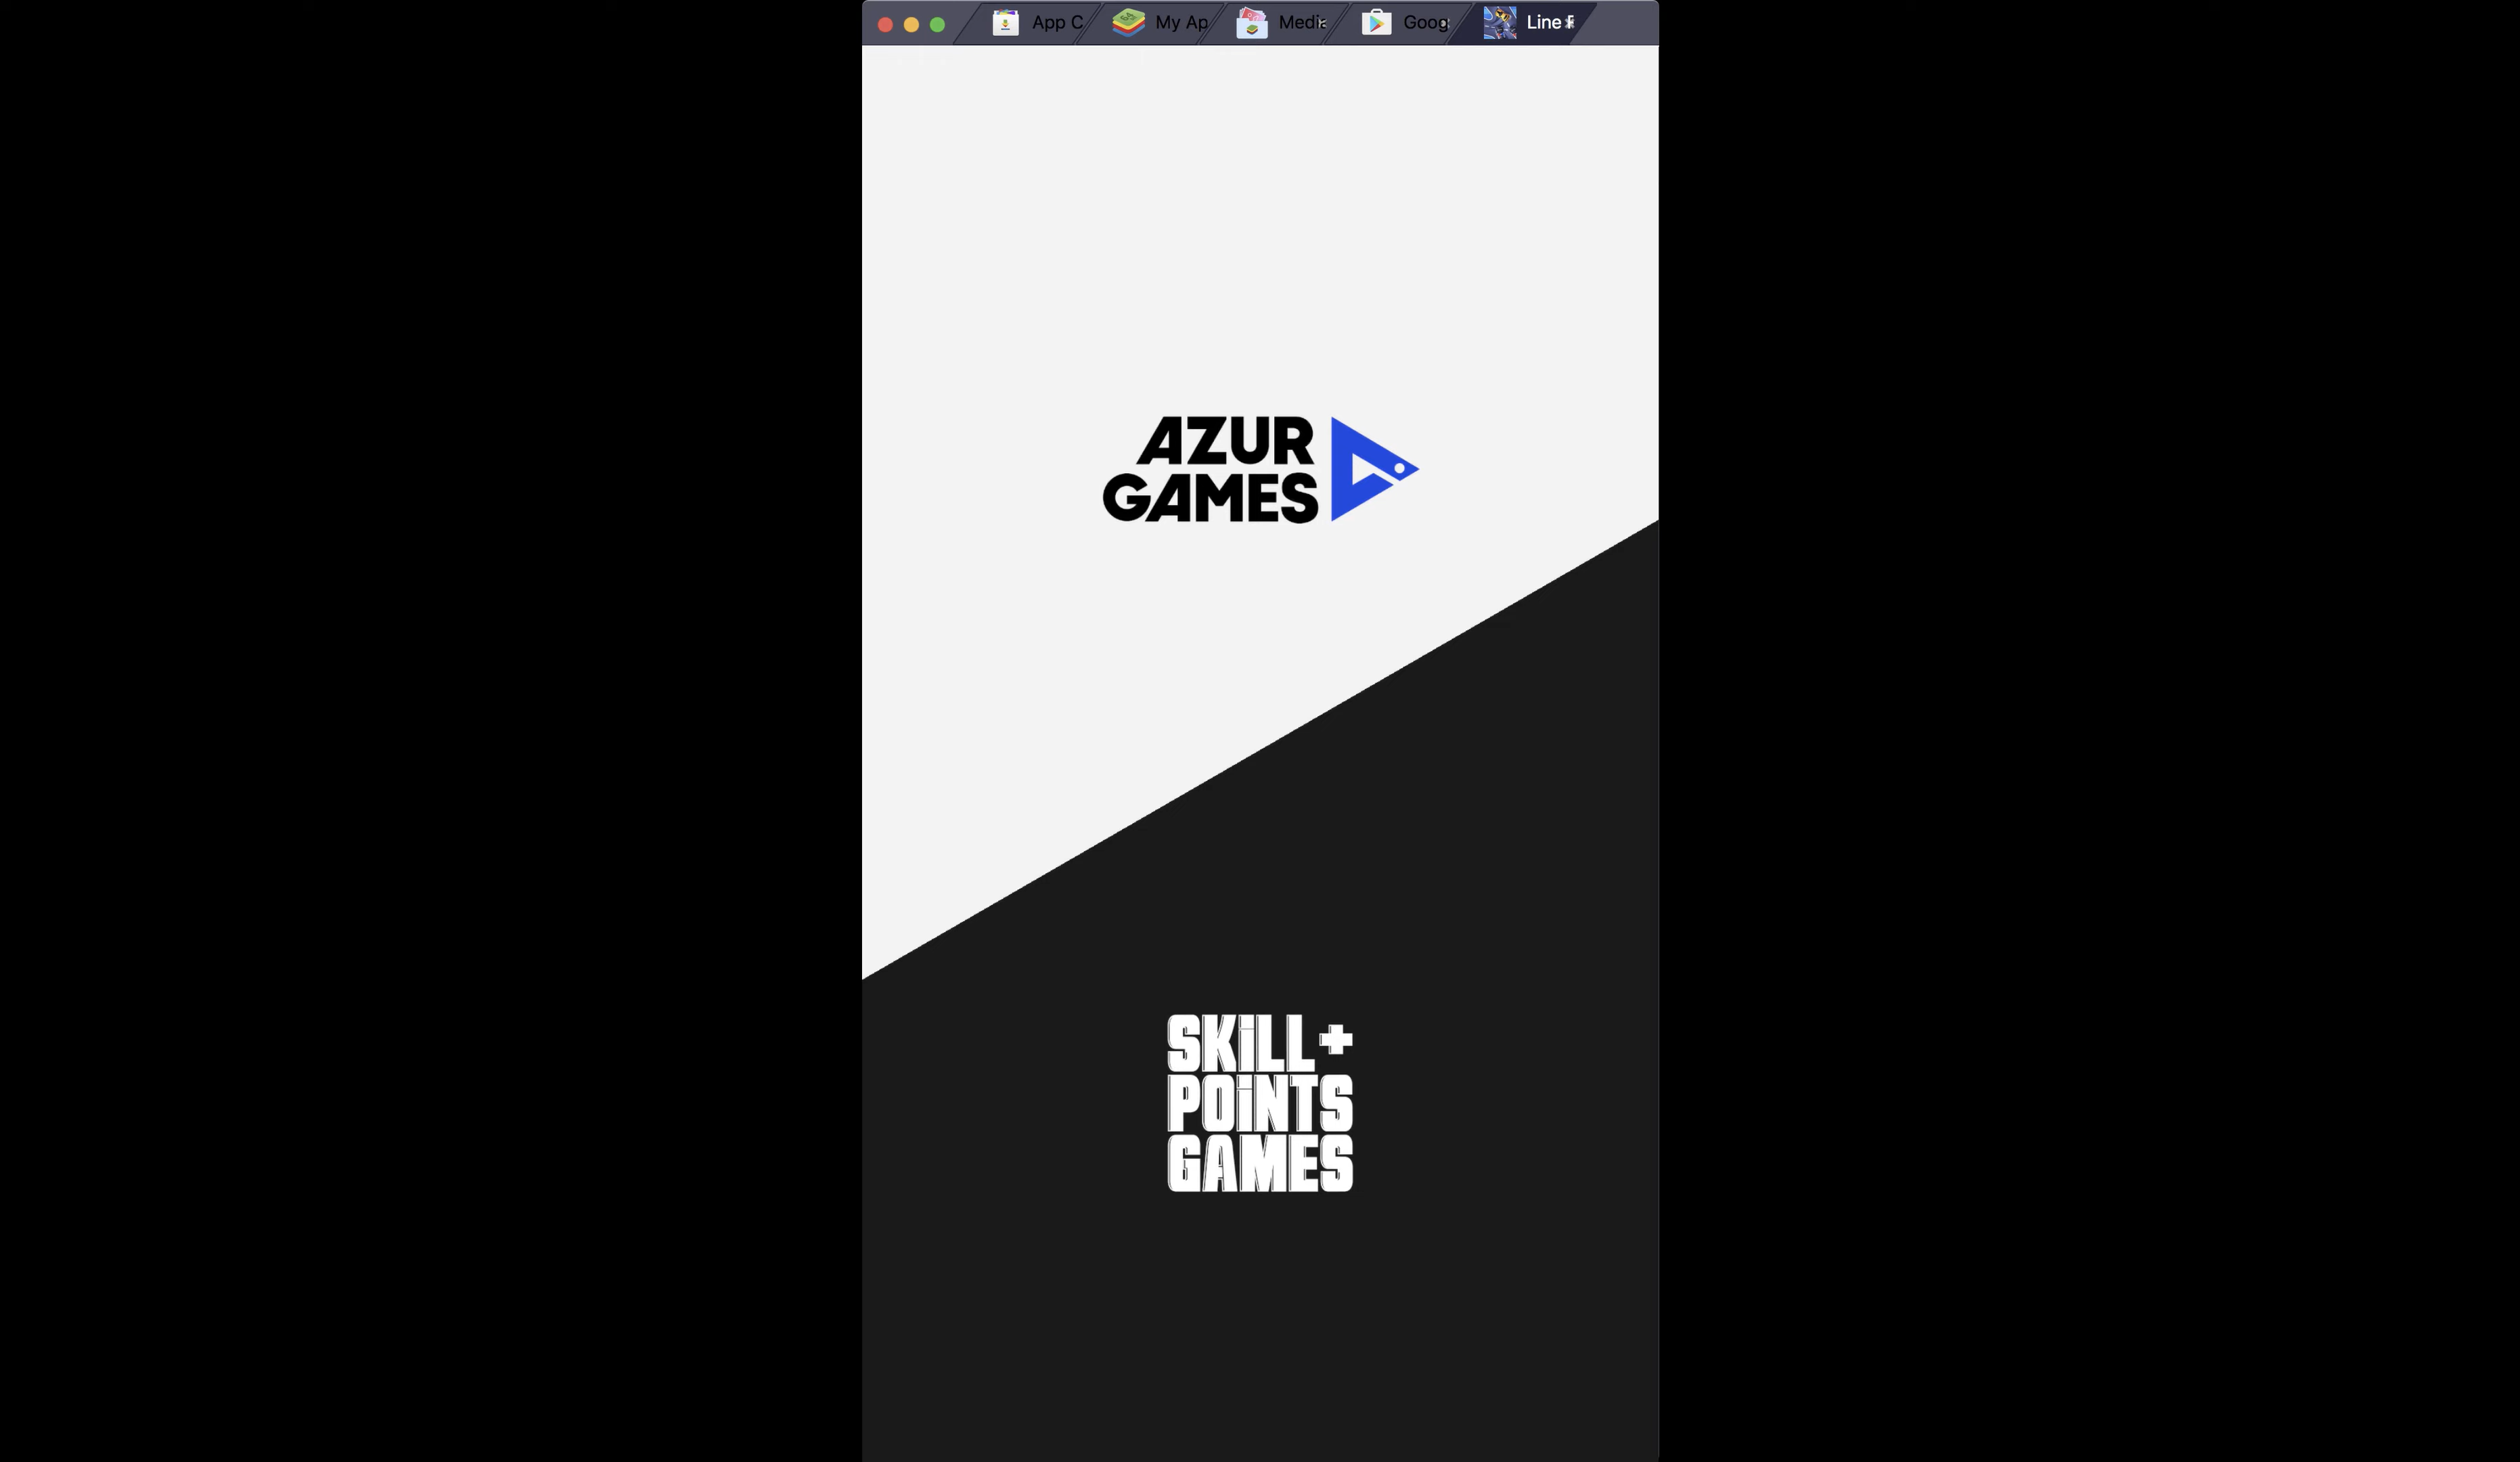 App C My Ap Medi Goog Line
AZUR
GAMES
SKiLL+
POiNTS
GAMES